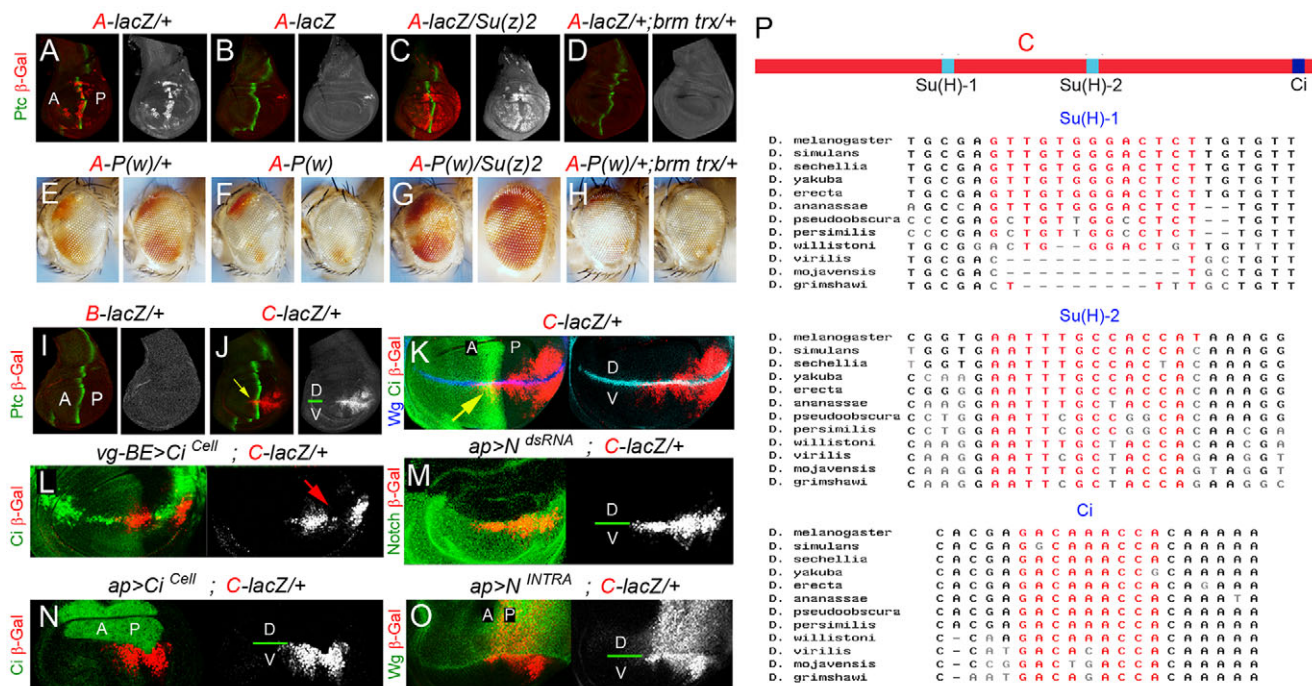 A-lacZ/+ A-lacZ A-lacZ/Su(z)2 A-lacZ/+;brm trx/+
Ptc β-Gal
A A P B C D
A-P(w)/+ A-P(w) A-P(w)/Su(z)2 A-P(w)/+;brm trx/+
E F G H
B-lacZ/+ C-lacZ/+ C-lacZ/+
Ptc β-Gal
I A P J D V
Wg Ci β-Gal
K A P D V
vg-BE>Ci Cell ; C-lacZ/+ ap>N dsRNA ; C-lacZ/+
Ci β-Gal
L
Notch β-Gal
M D V
ap>Ci Cell ; C-lacZ/+ ap>N INTRA ; C-lacZ/+
Ci β-Gal
N A P D V
Wg β-Gal
O A P D V
P
C
Su(H)-1 Su(H)-2 Ci
Su(H)-1
D. melanogaster T G C G A G T T G T G G G A C T C T T G T G T T
D. simulans T G C G A G T T G T G G G A C T C T T G T G T T
D. sechellia T G C G A G T T G T G G G A C T C T T G T G T T
D. yakuba T G C G A G T T G T G G G A C T C T T G T G T T
D. erecta T G C G A G T T G T G G G A C T C T T G T G T T
D. ananassae A G C C A G T T G T G G G A C T C T - - T G T T
D. pseudoobscura C C C G A G C T G T T G G C C T C T - - T G T T
D. persimilis C C C G A G C T G T T G G C C T C T - - T G T T
D. willistoni T G C G G A C T G - - G G A C T G T T G T T T T
D. virilis T G C G A C - - - - - - - - - - - T G C T G T T
D. mojavensis T G C G A C - - - - - - - - - - - T G C T G T T
D. grimshawi T G C G A C T - - - - - - - - T T T G C T G T T
Su(H)-2
D. melanogaster C G G T G A A T T T G C C A C C A T A A A G G
D. simulans T G G T G A A T T T G C C A C C A C A A A G G
D. sechellia T G G T G A A T T T G C C A C T A C A A A G G
D. yakuba C C A A G A A T T T G C C A C C A C A A A G G
D. erecta C G G G G A A T T T G C C A C C A C A A A G G
D. ananassae C A A G G A A T T T G C T A C C A C A A A G G
D. pseudoobscura C C T G G A A T T C G C C G G C A C A A C G A
D. persimilis C C T G G A A T T C G C C G G C A C A A C G A
D. willistoni C A A G G A A T T T G C T A C C A C A A C G A
D. virilis C A A G G A A T T C G C T A C C A G A A G G T
D. mojavensis C A A G G A A T T T G C T A C C A G T A G G T
D. grimshawi C A A G G A A T T C G C T A C C A G A A G G C
Ci
D. melanogaster C A C G A G A C A A A C C A C A A A A A
D. simulans C A C G A G G C A A A C C A C A A A A A
D. sechellia C A C G A G A C A A A C C A C A A A A A
D. yakuba C A C G A G A C A A A C C G C A A A A A
D. erecta C A C G A G A C A A A C C A C A G A A A
D. ananassae C A C G A G A C A A A C C A C A A A T A
D. pseudoobscura C A C G A G A C A A A C C A C A A A A A
D. persimilis C A C G A G A C A A A C C A C A A A A A
D. willistoni C - A A G A C A A A C C A C A A A A A
D. virilis C - C A T G A C A C A C C A C A A A A A
D. mojavensis C - C C G G A C T G A C C A C A A A A A
D. grimshawi C - A A T G A C A G A C C A C A A A A A